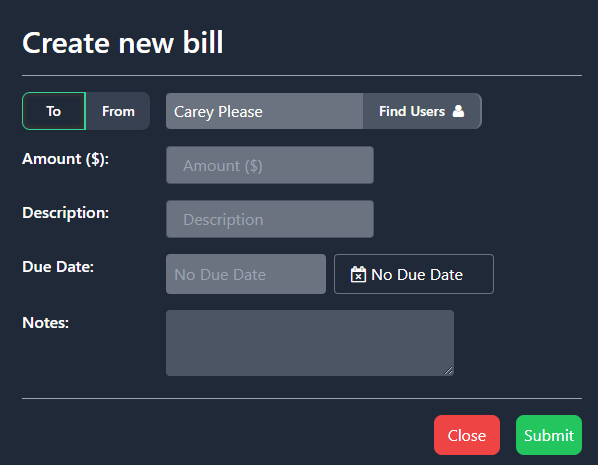 Create new bill
To From Carey Please Find Users
Amount ($): Amount ($)
Description: Description
Due Date: No Due Date No Due Date
Notes:
Close Submit